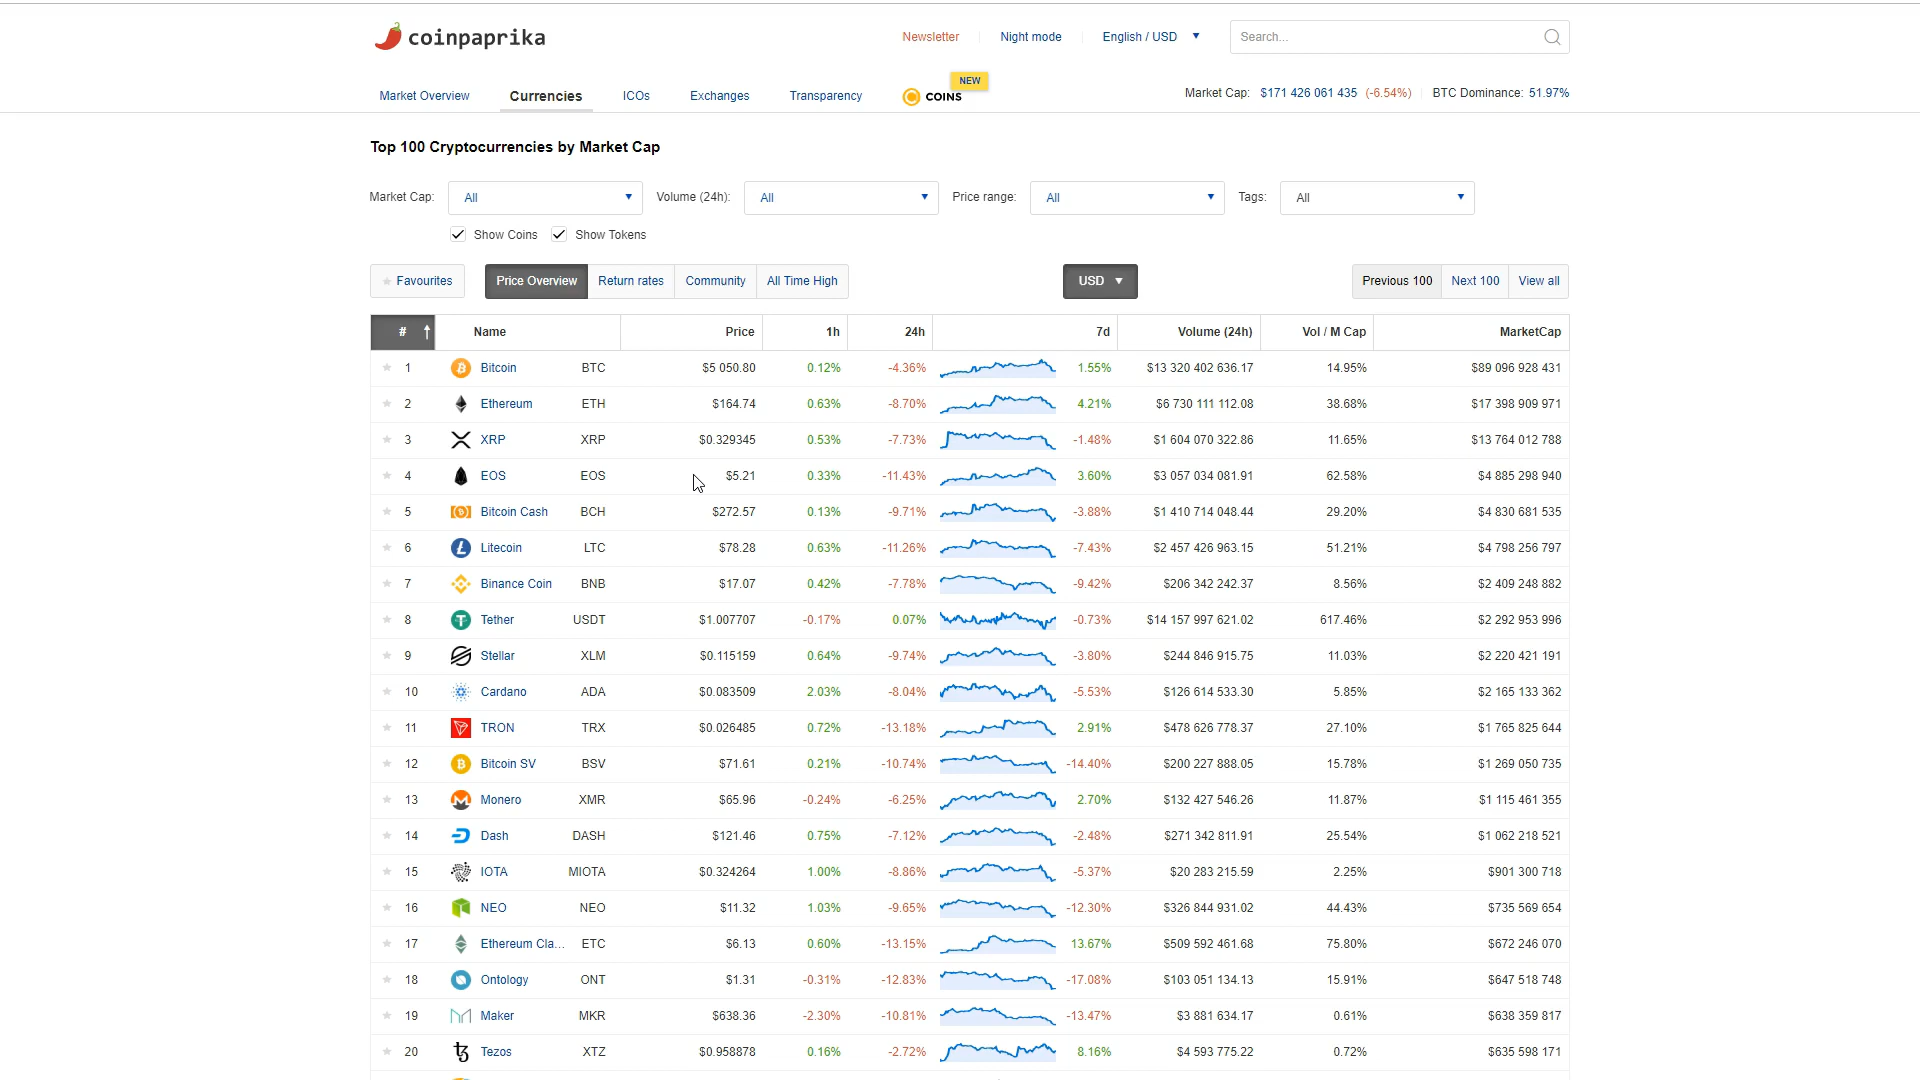 coinpaprika
Newsletter Night mode English / USD Search...
NEW
Market Overview Currencies ICOs Exchanges Transparency COINS Market Cap: $171 426 061 435 (-6.54%) BTC Dominance: 51.97%
Top 100 Cryptocurrencies by Market Cap
Market Cap: All Volume (24h): All Price range: All Tags: All
Show Coins Show Tokens
Favourites Price Overview Return rates Community All Time High USD Previous 100 Next 100 View all
# Name Price 1h 24h 7d Volume (24h) Vol / M Cap MarketCap
1 Bitcoin BTC $5 050.80 0.12% -4.36% 1.55% $13 320 402 636.17 14.95% $89 096 928 431
2 Ethereum ETH $164.74 0.63% -8.70% 4.21% $6 730 111 112.08 38.68% $17 398 909 971
3 XRP XRP $0.329345 0.53% -7.73% -1.48% $1 604 070 322.86 11.65% $13 764 012 788
4 EOS EOS $5.21 0.33% -11.43% 3.60% $3 057 034 081.91 62.58% $4 885 298 940
5 Bitcoin Cash BCH $272.57 0.13% -9.71% -3.88% $1 410 714 048.44 29.20% $4 830 681 535
6 Litecoin LTC $78.28 0.63% -11.26% -7.43% $2 457 426 963.15 51.21% $4 798 256 797
7 Binance Coin BNB $17.07 0.42% -7.78% -9.42% $206 342 242.37 8.56% $2 409 248 882
8 Tether USDT $1.007707 -0.17% 0.07% -0.73% $14 157 997 621.02 617.46% $2 292 953 996
9 Stellar XLM $0.115159 0.64% -9.74% -3.80% $244 846 915.75 11.03% $2 220 421 191
10 Cardano ADA $0.083509 2.03% -8.04% -5.53% $126 614 533.30 5.85% $2 165 133 362
11 TRON TRX $0.026485 0.72% -13.18% 2.91% $478 626 778.37 27.10% $1 765 825 644
12 Bitcoin SV BSV $71.61 0.21% -10.74% -14.40% $200 227 888.05 15.78% $1 269 050 735
13 Monero XMR $65.96 -0.24% -6.25% 2.70% $132 427 546.26 11.87% $1 115 461 355
14 Dash DASH $121.46 0.75% -7.12% -2.48% $271 342 811.91 25.54% $1 062 218 521
15 IOTA MIOTA $0.324264 1.00% -8.86% -5.37% $20 283 215.59 2.25% $901 300 718
16 NEO NEO $11.32 1.03% -9.65% -12.30% $326 844 931.02 44.43% $735 569 654
17 Ethereum Cla... ETC $6.13 0.60% -13.15% 13.67% $509 592 461.68 75.80% $672 246 070
18 Ontology ONT $1.31 -0.31% -12.83% -17.08% $103 051 134.13 15.91% $647 518 748
19 Maker MKR $638.36 -2.30% -10.81% -13.47% $3 881 634.17 0.61% $638 359 817
20 Tezos XTZ $0.958878 0.16% -2.72% 8.16% $4 593 775.22 0.72% $635 598 171